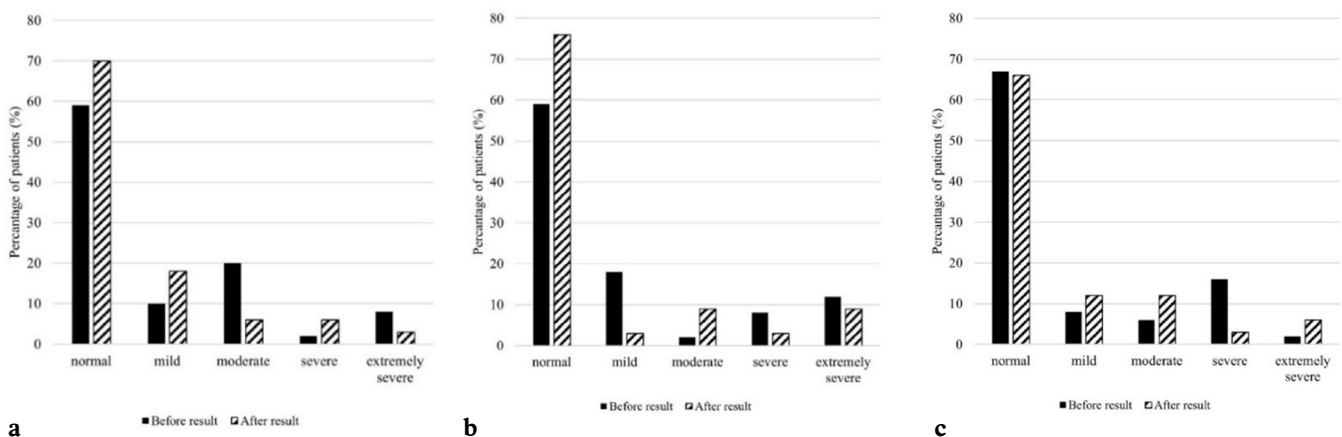 80
70
60
50
40
30
20
10
0
Percantage of patients (%)
normal mild moderate severe extremely
severe
Before result After result
a
80
70
60
50
40
30
20
10
0
Percantage of patients (%)
normal mild moderate severe extremely
severe
Before result After result
b
80
70
60
50
40
30
20
10
0
Percantage of patients (%)
normal mild moderate severe extremely
severe
Before result After result
c